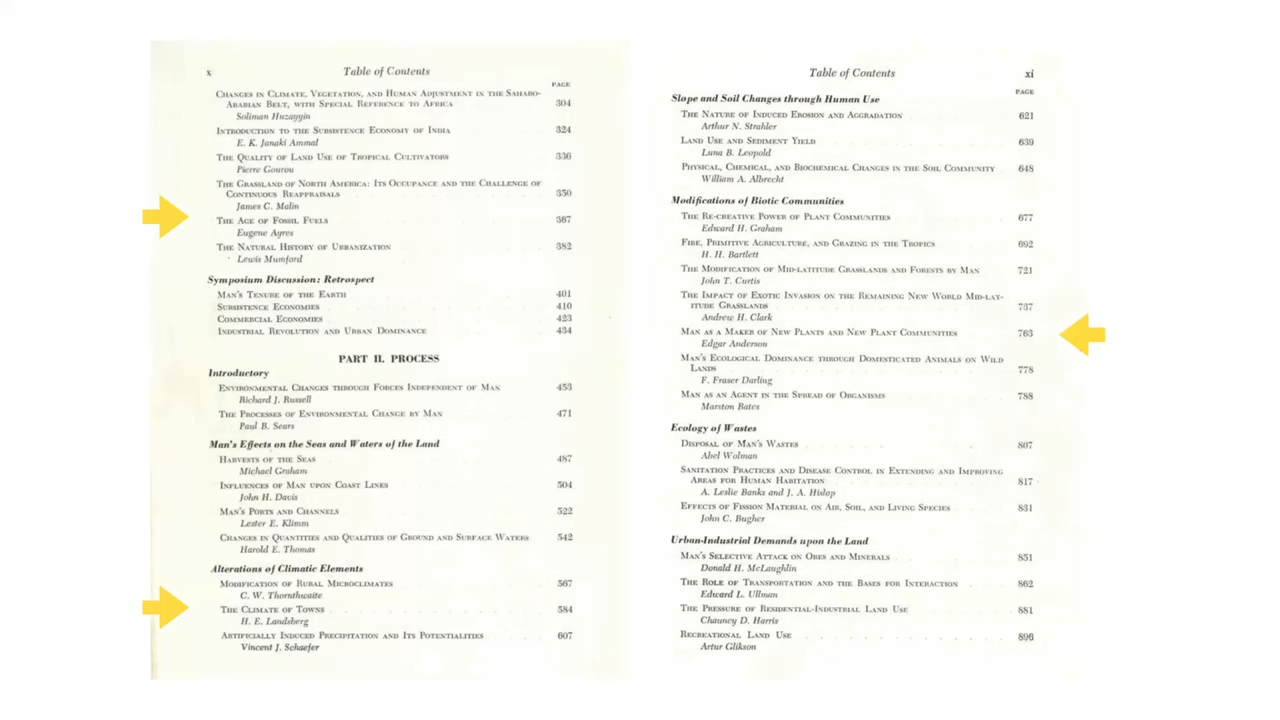 x Table of Contents
PAGE
Changes in Climate, Vegetation, and Human Adjustment in the Saharo-
Arabian Belt, with Special Reference to Africa 304
Soliman Huzayyin
Introduction to the Subsistence Economy of India 324
E. K. Janaki Ammal
The Quality of Land Use of Tropical Cultivators 336
Pierre Gourou
The Grassland of North America: Its Occupance and the Challenge of
Continuous Reappraisals 350
James C. Malin
The Age of Fossil Fuels 367
Eugene Ayres
The Natural History of Urbanization 382
Lewis Mumford
Symposium Discussion: Retrospect
Man's Tenure of the Earth 401
Subsistence Economies 410
Commercial Economies 423
Industrial Revolution and Urban Dominance 434
PART II. PROCESS
Introductory
Environmental Changes through Forces Independent of Man 453
Richard J. Russell
The Processes of Environmental Change by Man 471
Paul B. Sears
Man's Effects on the Seas and Waters of the Land
Harvests of the Seas 487
Michael Graham
Influences of Man upon Coast Lines 504
John H. Davis
Man's Ports and Channels 522
Lester E. Klimm
Changes in Quantities and Qualities of Ground and Surface Waters 542
Harold E. Thomas
Alterations of Climatic Elements
Modification of Rural Microclimates 567
C. W. Thornthwaite
The Climate of Towns 584
H. E. Landsberg
Artificially Induced Precipitation and Its Potentialities 607
Vincent J. Schaefer
Table of Contents xi
PAGE
Slope and Soil Changes through Human Use
The Nature of Induced Erosion and Aggradation 621
Arthur N. Strahler
Land Use and Sediment Yield 639
Luna B. Leopold
Physical, Chemical, and Biochemical Changes in the Soil Community 648
William A. Albrecht
Modifications of Biotic Communities
The Re-creative Power of Plant Communities 677
Edward H. Graham
Fire, Primitive Agriculture, and Grazing in the Tropics 692
H. H. Bartlett
The Modification of Mid-latitude Grasslands and Forests by Man 721
John T. Curtis
The Impact of Exotic Invasion on the Remaining New World Mid-lat-
itude Grasslands 737
Andrew H. Clark
Man as a Maker of New Plants and New Plant Communities 763
Edgar Anderson
Man's Ecological Dominance through Domesticated Animals on Wild
Lands 778
F. Fraser Darling
Man as an Agent in the Spread of Organisms 788
Marston Bates
Ecology of Wastes
Disposal of Man's Wastes 807
Abel Wolman
Sanitation Practices and Disease Control in Extending and Improving
Areas for Human Habitation 817
A. Leslie Banks and J. A. Hislop
Effects of Fission Material on Air, Soil, and Living Species 831
John C. Bugher
Urban-Industrial Demands upon the Land
Man's Selective Attack on Ores and Minerals 851
Donald H. McLaughlin
The Role of Transportation and the Bases for Interaction 862
Edward L. Ullman
The Pressure of Residential-Industrial Land Use 881
Chauncy D. Harris
Recreational Land Use 896
Artur Glikson